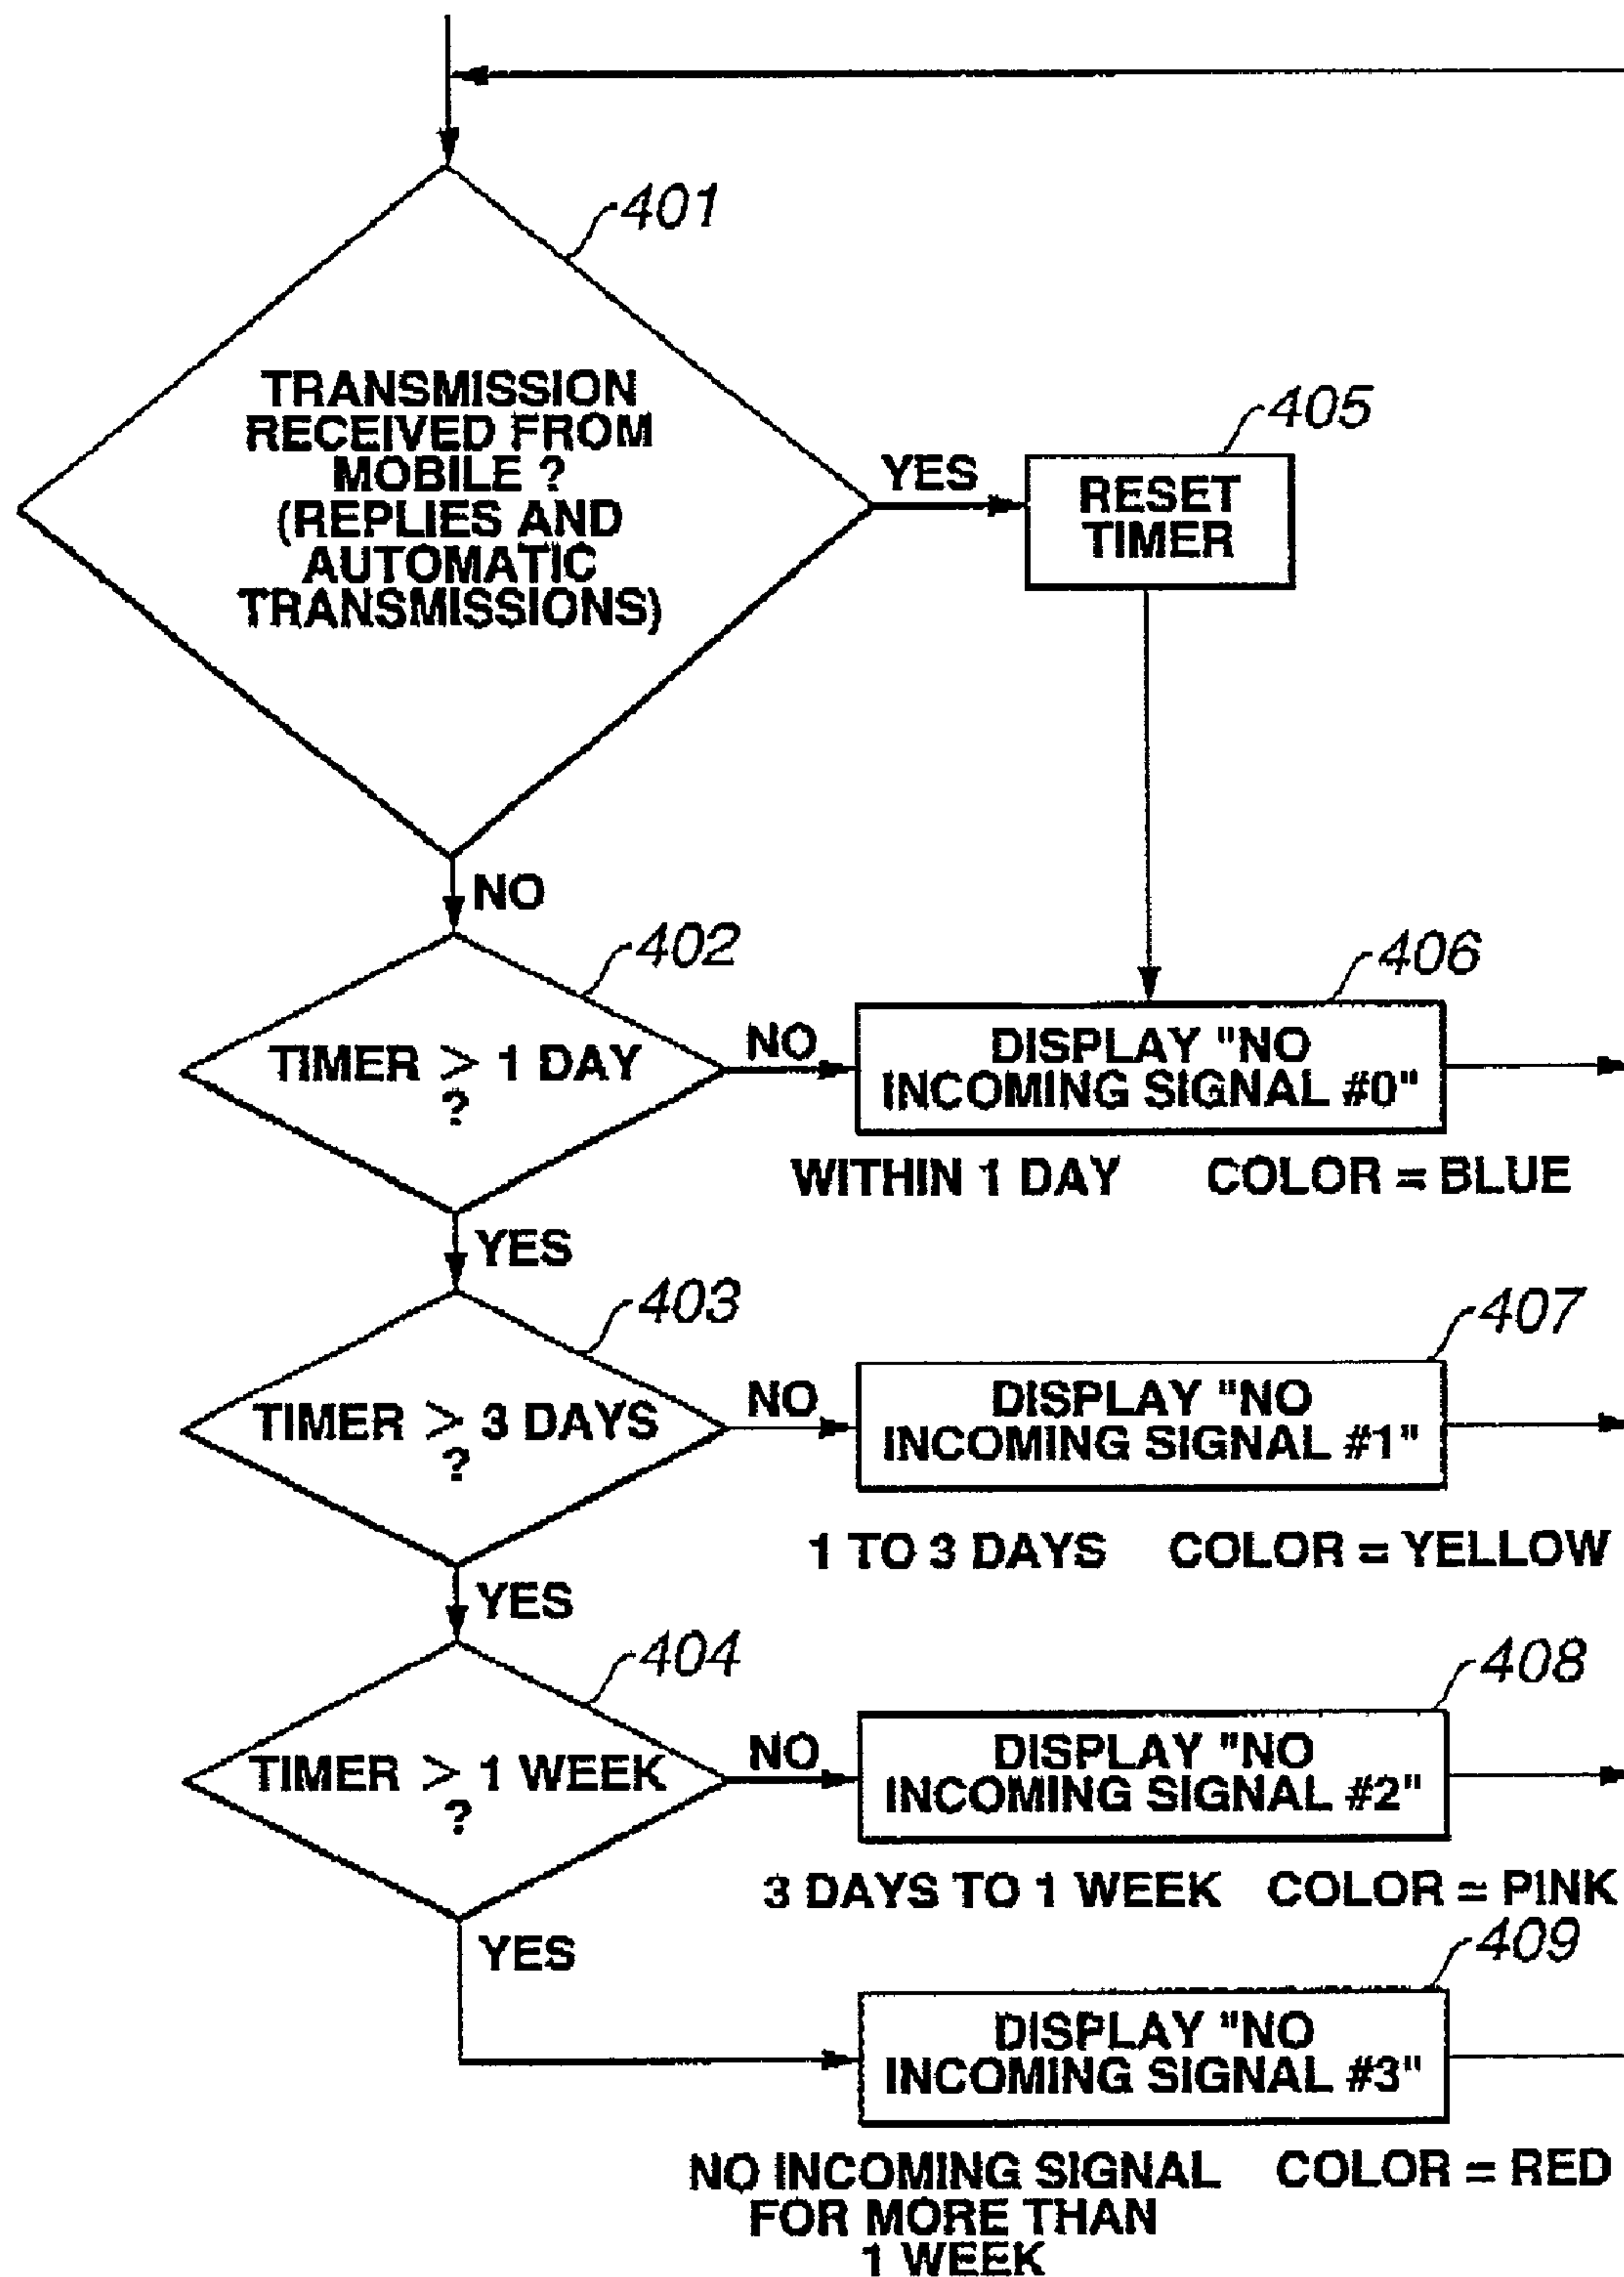 401
TRANSMISSION
RECEIVED FROM
MOBILE ?
(REPLIES AND
AUTOMATIC
TRANSMISSIONS)
YES
405
RESET
TIMER
NO
402
TIMER > 1 DAY
?
NO
406
DISPLAY "NO
INCOMING SIGNAL #0"
WITHIN 1 DAY COLOR = BLUE
YES
403
TIMER > 3 DAYS
?
NO
407
DISPLAY "NO
INCOMING SIGNAL #1"
1 TO 3 DAYS COLOR = YELLOW
YES
404
TIMER > 1 WEEK
?
NO
408
DISPLAY "NO
INCOMING SIGNAL #2"
3 DAYS TO 1 WEEK COLOR = PINK
YES
409
DISPLAY "NO
INCOMING SIGNAL #3"
NO INCOMING SIGNAL COLOR = RED
FOR MORE THAN
1 WEEK